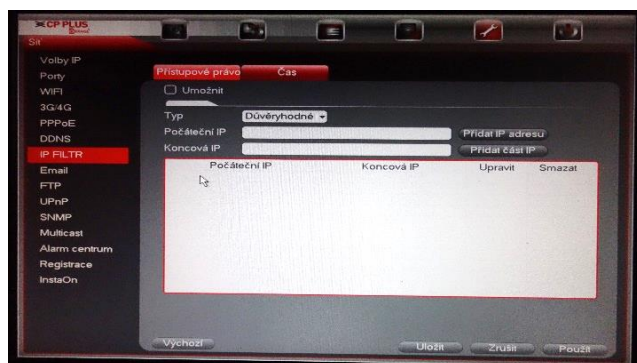 CP PLUS
Síť
Volby IP
Porty
WIFI
3G/4G
PPPoE
DDNS
IP FILTR
Email
FTP
UPnP
SNMP
Multicast
Alarm centrum
Registrace
InstaOn
Přístupové právo Čas
Umožnit
Typ Důvěryhodné
Počáteční IP Přidat IP adresu
Koncová IP Přidat část IP
Počáteční IP Koncová IP Upravit Smazat
Výchozí Uložit Zrušit Použít